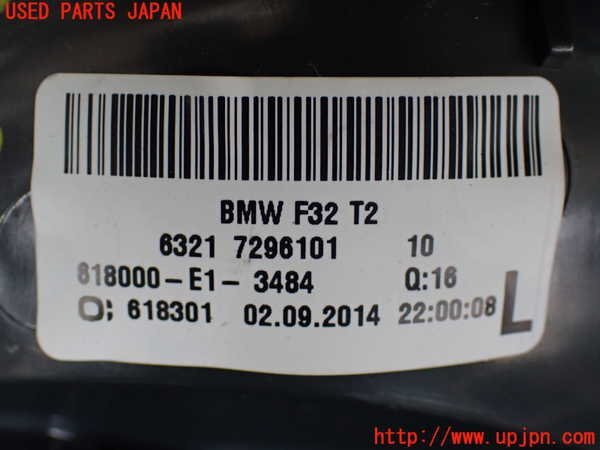 USED PARTS JAPAN
BMW F32 T2
6321 7296101 10
618000-E1- 3484 Q:16
618301 02.09.2014 22:00:08 L
http://www.upjpn.com/